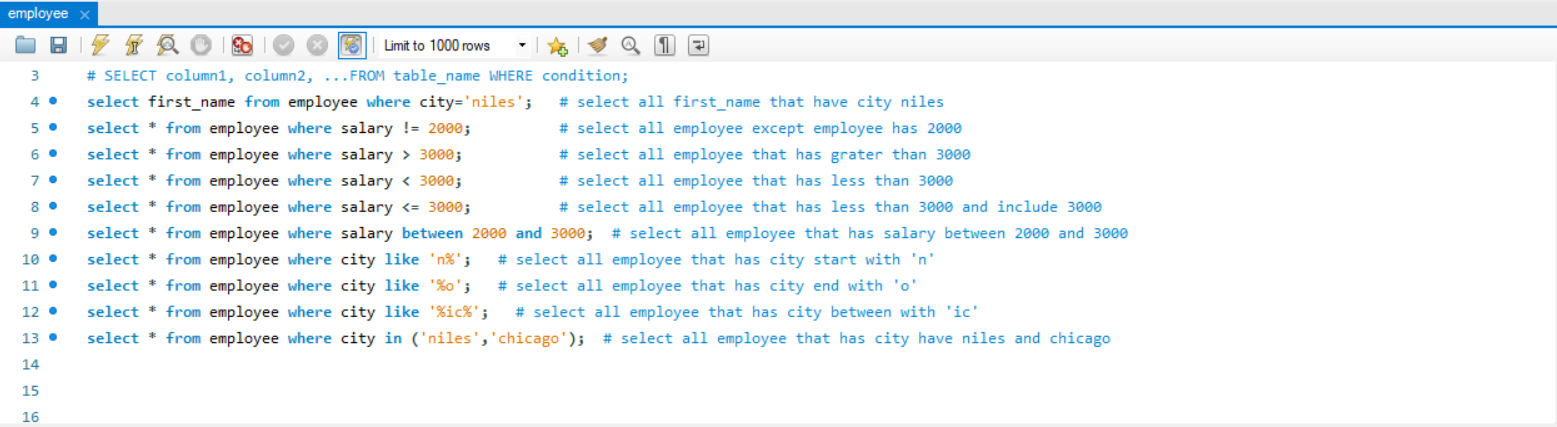 employee ×
Limit to 1000 rows
3 # SELECT column1, column2, ...FROM table_name WHERE condition;
4 select first_name from employee where city='niles'; # select all first_name that have city niles
5 select * from employee where salary != 2000; # select all employee except employee has 2000
6 select * from employee where salary > 3000; # select all employee that has grater than 3000
7 select * from employee where salary < 3000; # select all employee that has less than 3000
8 select * from employee where salary <= 3000; # select all employee that has less than 3000 and include 3000
9 select * from employee where salary between 2000 and 3000; # select all employee that has salary between 2000 and 3000
10 select * from employee where city like 'n%'; # select all employee that has city start with 'n'
11 select * from employee where city like '%o'; # select all employee that has city end with 'o'
12 select * from employee where city like '%ic%'; # select all employee that has city between with 'ic'
13 select * from employee where city in ('niles','chicago'); # select all employee that has city have niles and chicago
14
15
16